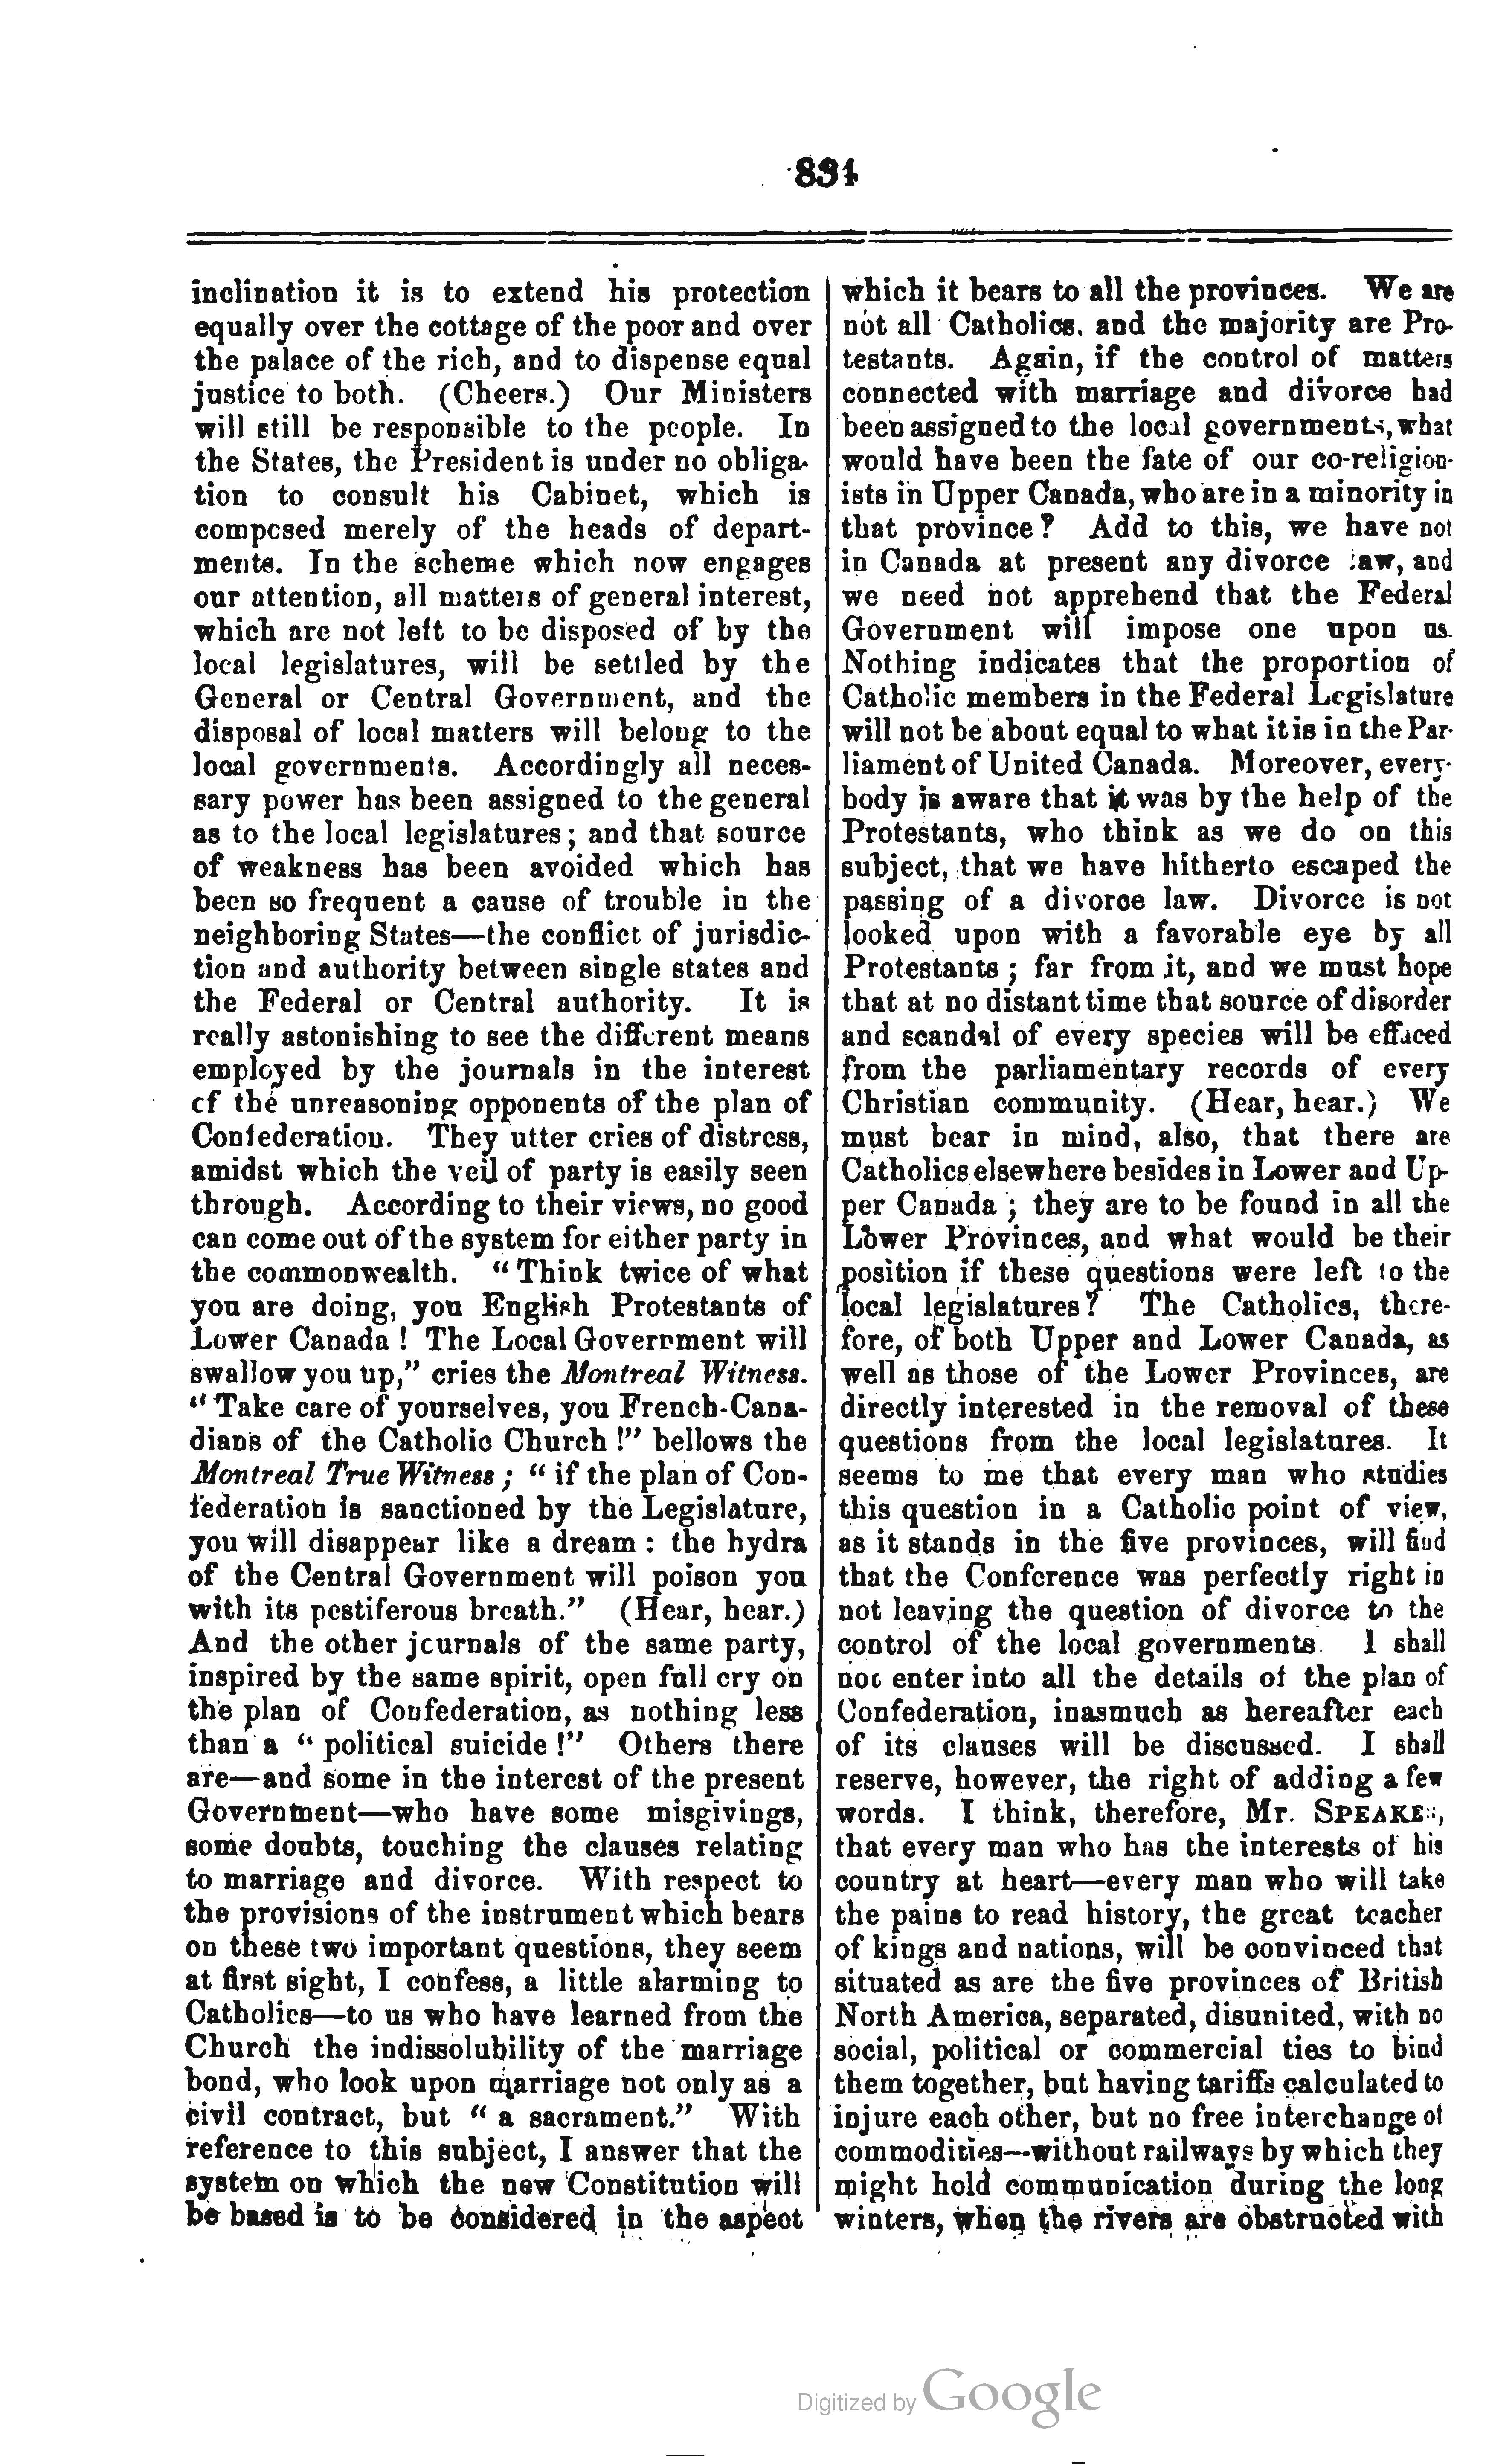 834
inclination it is to extend his protection
equally over the cottage of the poor and over
the palace of the rich, and to dispense equal
justice to both. (Cheers.) Our Ministers
will still be responsible to the people. In
the States, the President is under no obliga-
tion to consult his Cabinet, which is
composed merely of the heads of depart-
ments. In the scheme which now engages
our attention, all matters of general interest,
which are not left to be disposed of by the
local legislatures, will be settled by the
General or Central Government, and the
disposal of local matters will belong to the
local governments. Accordingly all neces-
sary power has been assigned to the general
as to the local legislatures; and that source
of weakness has been avoided which has
been so frequent a cause of trouble in the
neighboring States—the conflict of jurisdic-
tion and authority between single states and
the Federal or Central authority. It is
really astonishing to see the different means
employed by the journals in the interest
of the unreasoning opponents of the plan of
Confederation. They utter cries of distress,
amidst which the veil of party is easily seen
through. According to their views, no good
can come out of the system for either party in
the commonwealth. “Think twice of what
you are doing, you English Protestants of
Lower Canada! The Local Government will
swallow you up,” cries the Montreal Witness.
“Take care of yourselves, you French-Cana-
dians of the Catholic Church!” bellows the
Montreal True Witness; “if the plan of Con-
federation is sanctioned by the Legislature,
you will disappear like a dream: the hydra
of the Central Government will poison you
with its pestiferous breath.” (Hear, hear.)
And the other journals of the same party,
inspired by the same spirit, open full cry on
the plan of Confederation, as nothing less
than a “political suicide!” Others there
are—and some in the interest of the present
Government—who have some misgivings,
some doubts, touching the clauses relating
to marriage and divorce. With respect to
the provisions of the instrument which bears
on these two important questions, they seem
at first sight, I confess, a little alarming to
Catholics—to us who have learned from the
Church the indissolubility of the marriage
bond, who look upon marriage not only as a
civil contract, but “a sacrament.” With
reference to this subject, I answer that the
system on which the new Constitution will
be based is to be considered in the aspect
which it bears to all the provinces. We are
not all Catholics, and the majority are Pro-
testants. Again, if the control of matters
connected with marriage and divorce had
been assigned to the local governments, what
would have been the fate of our co-religion-
ists in Upper Canada, who are in a minority in
that province? Add to this, we have not
in Canada at present any divorce law, and
we need not apprehend that the Federal
Government will impose one upon us.
Nothing indicates that the proportion of
Catholic members in the Federal Legislature
will not be about equal to what it is in the Par-
liament of United Canada. Moreover, every-
body is aware that it was by the help of the
Protestants, who think as we do on this
subject, that we have hitherto escaped the
passing of a divorce law. Divorce is not
looked upon with a favorable eye by all
Protestants; far from it, and we must hope
that at no distant time that source of disorder
and scandal of every species will be effaced
from the parliamentary records of every
Christian community. (Hear, hear.) We
must bear in mind, also, that there are
Catholics elsewhere besides in Lower and Up-
per Canada; they are to be found in all the
Lower Provinces, and what would be their
position if these questions were left to the
local legislatures? The Catholics, there-
fore, of both Upper and Lower Canada, as
well as those of the Lower Provinces, are
directly interested in the removal of these
questions from the local legislatures. It
seems to me that every man who studies
this question in a Catholic point of view,
as it stands in the five provinces, will find
that the Conference was perfectly right in
not leaving the question of divorce to the
control of the local governments. I shall
not enter into all the details of the plan of
Confederation, inasmuch as hereafter each
of its clauses will be discussed. I shall
reserve, however, the right of adding a few
words. I think, therefore, Mr. SPEAKER,
that every man who has the interests of his
country at heart—every man who will take
the pains to read history, the great teacher
of kings and nations, will be convinced that
situated as are the five provinces of British
North America, separated, disunited, with no
social, political or commercial ties to bind
them together, but having tariffs calculated to
injure each other, but no free interchange of
commodities—without railways by which they
might hold communication during the long
winters, when the rivers are obstructed with
Digitized by Google